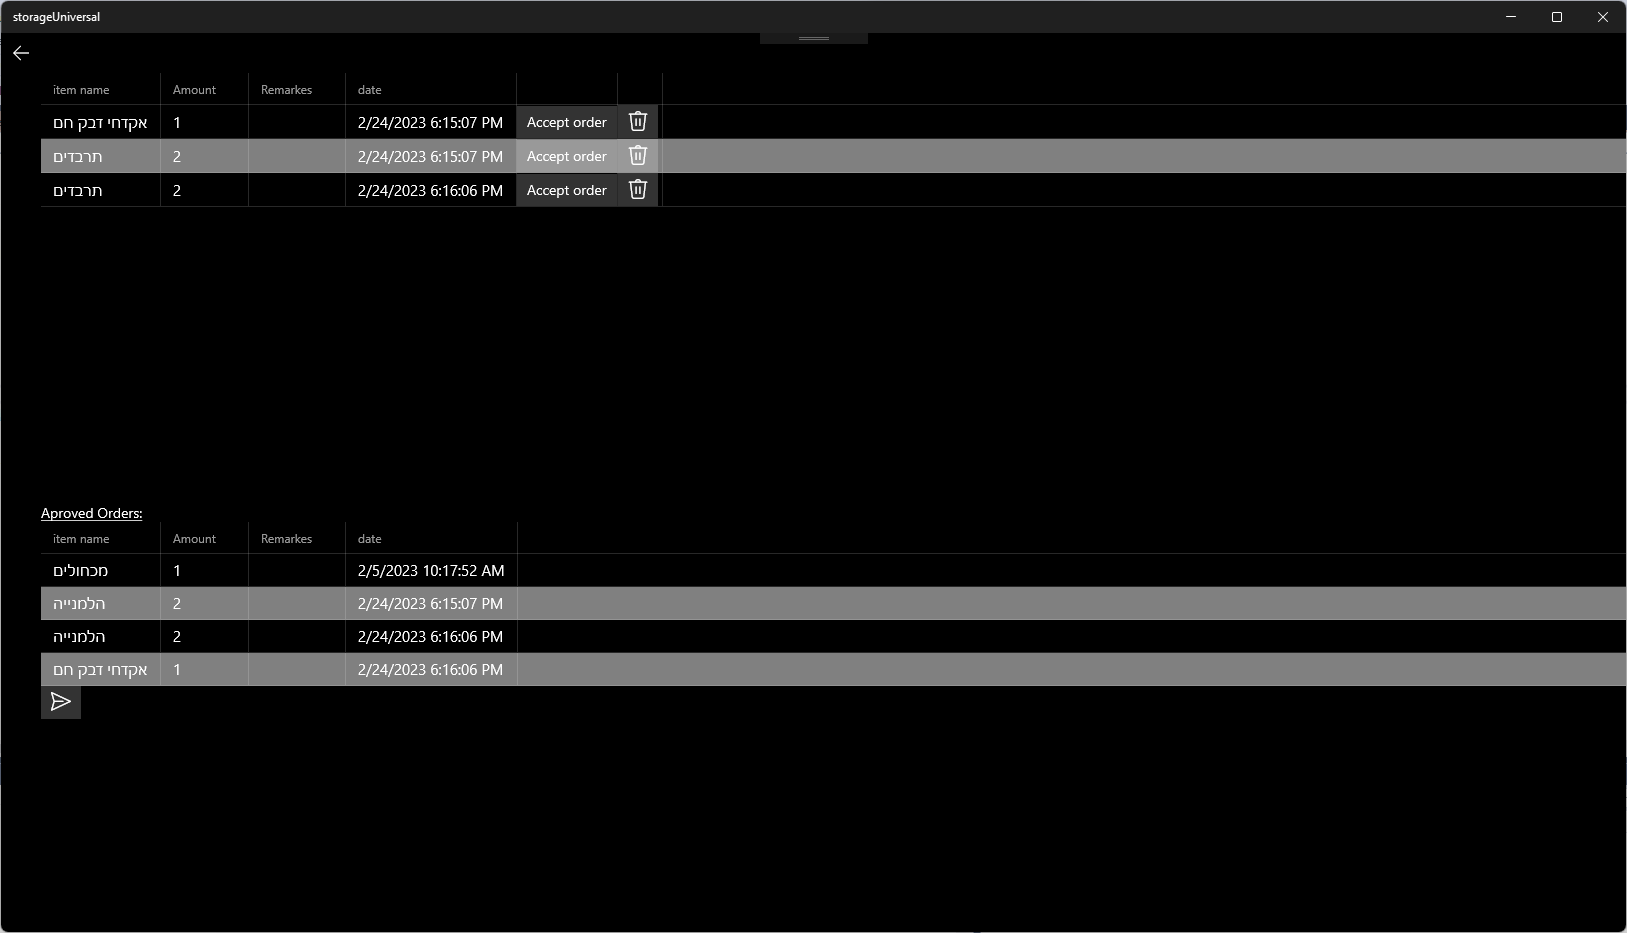 storageUniversal
item name Amount Remarkes date
אקדחי דבק חם 1 2/24/2023 6:15:07 PM Accept order
תרבדים 2 2/24/2023 6:15:07 PM Accept order
תרבדים 2 2/24/2023 6:16:06 PM Accept order
Aproved Orders:
item name Amount Remarkes date
מכחולים 1 2/5/2023 10:17:52 AM
הלמנייה 2 2/24/2023 6:15:07 PM
הלמנייה 2 2/24/2023 6:16:06 PM
אקדחי דבק חם 1 2/24/2023 6:16:06 PM